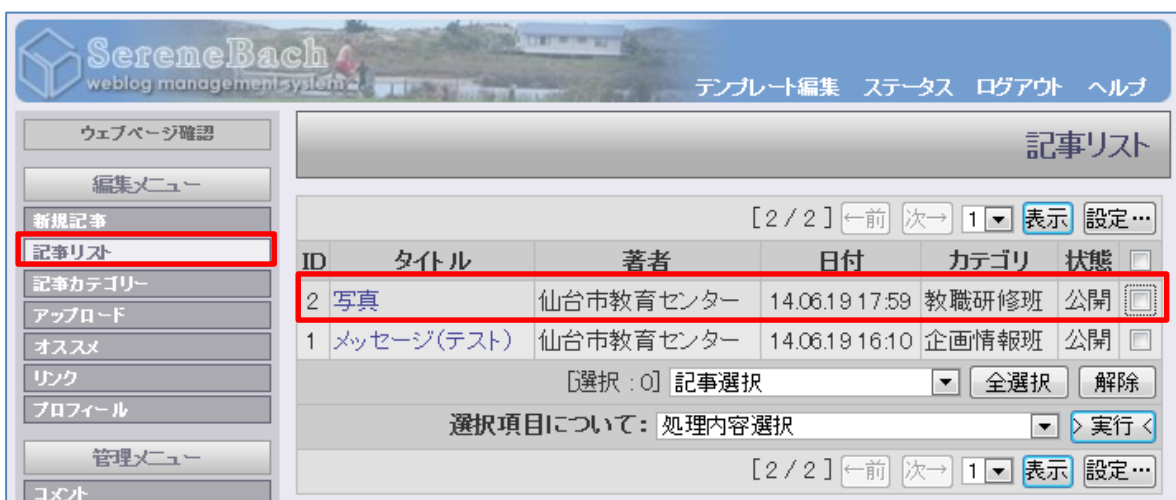 SereneBach
weblog management system
テンプレート編集 ステータス ログアウト ヘルプ
ウェブページ確認
編集メニュー
新規記事
記事リスト
記事カテゴリー
アップロード
オススメ
リンク
プロフィール
管理メニュー
コメント
記事リスト
[2/2] ←前 次→ 1 表示 設定…
ID タイトル 著者 日付 カテゴリ 状態
2 写真 仙台市教育センター 14.06.19 17:59 教職研修班 公開
1 メッセージ(テスト) 仙台市教育センター 14.06.19 16:10 企画情報班 公開
[選択:0] 記事選択 全選択 解除
選択項目について: 処理内容選択 > 実行 <
[2/2] ←前 次→ 1 表示 設定…